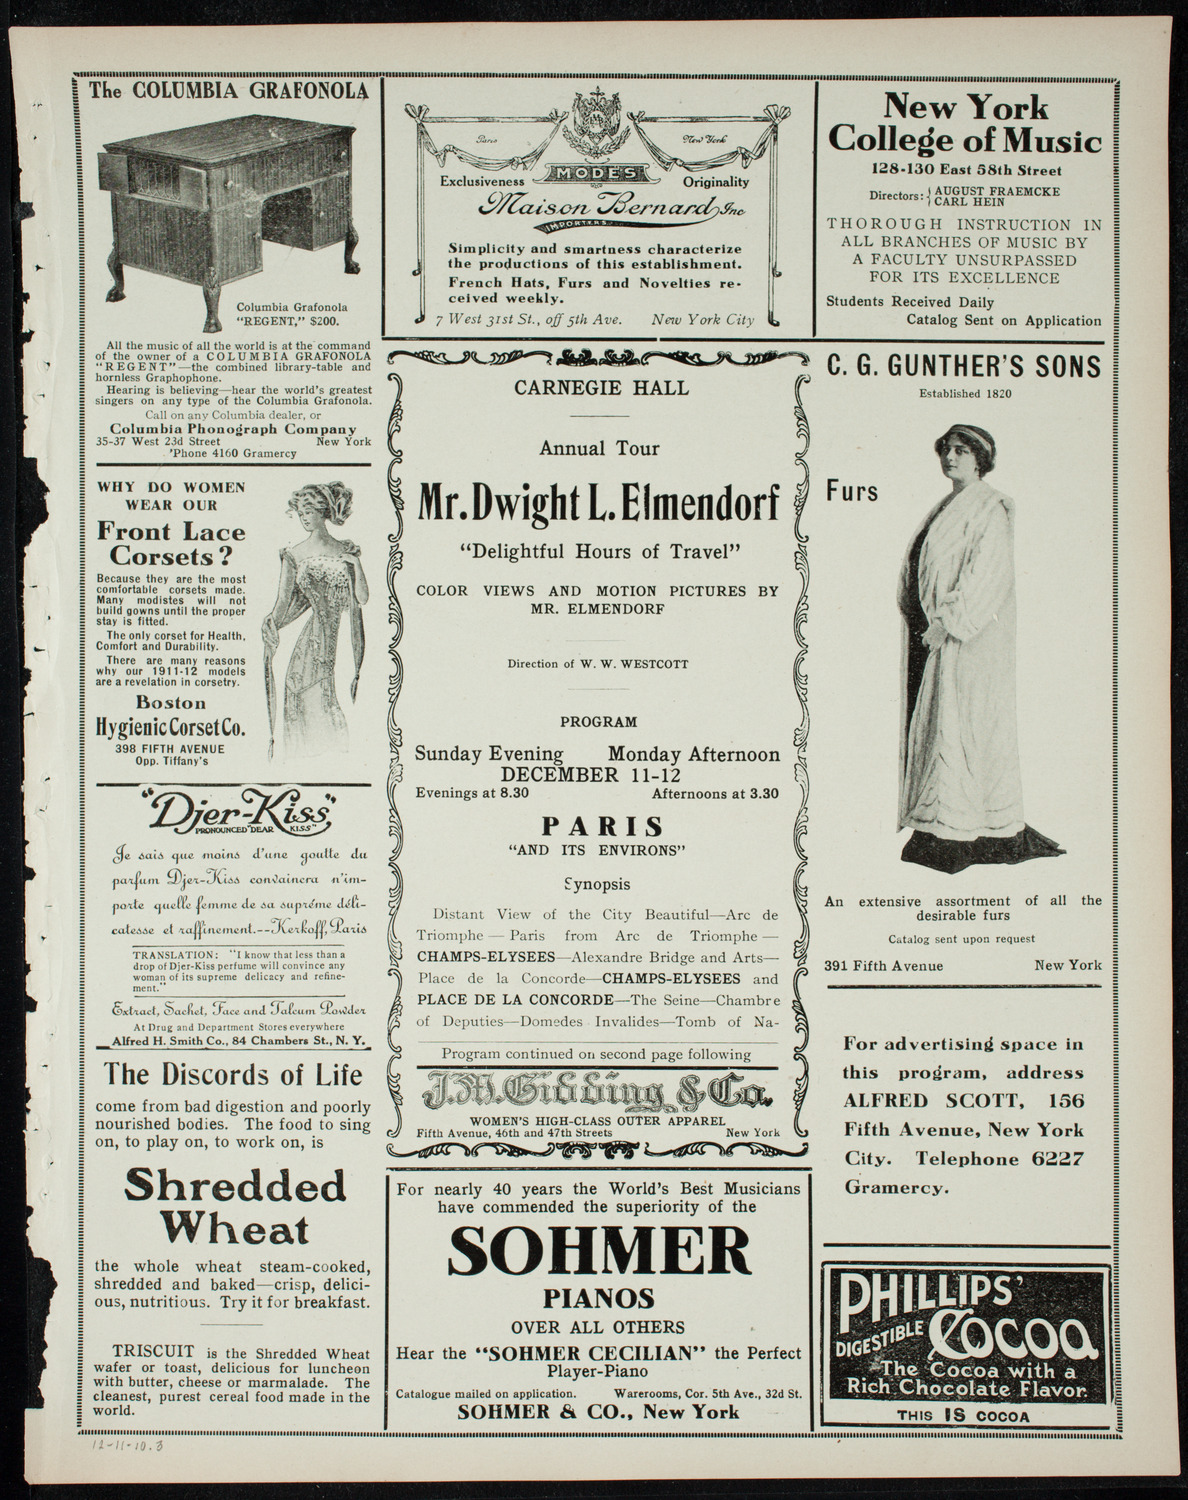 The COLUMBIA GRAFONOLA
Columbia Grafonola
"REGENT," $200.
All the music of all the world is at the command
of the owner of a COLUMBIA GRAFONOLA
"REGENT"—the combined library-table and
hornless Graphophone.
Hearing is believing—hear the world's greatest
singers on any type of the Columbia Grafonola.
Call on any Columbia dealer, or
Columbia Phonograph Company
35-37 West 23d Street New York
'Phone 4160 Gramercy
WHY DO WOMEN
WEAR OUR
Front Lace
Corsets?
Because they are the most
comfortable corsets made.
Many modistes will not
build gowns until the proper
stay is fitted.
The only corset for Health,
Comfort and Durability.
There are many reasons
why our 1911-12 models
are a revelation in corsetry.
Boston
Hygienic Corset Co.
398 FIFTH AVENUE
Opp. Tiffany's
"Djer-Kiss"
PRONOUNCED "DEAR KISS"
Je sais que moins d'une goutte du
parfum Djer-Kiss convaincra n'im-
porte quelle femme de sa suprême déli-
catesse et raffinement.--Kerkoff, Paris
TRANSLATION: "I know that less than a
drop of Djer-Kiss perfume will convince any
woman of its supreme delicacy and refine-
ment."
Extract, Sachet, Face and Talcum Powder
At Drug and Department Stores everywhere
Alfred H. Smith Co., 84 Chambers St., N. Y.
The Discords of Life
come from bad digestion and poorly
nourished bodies. The food to sing
on, to play on, to work on, is
Shredded
Wheat
the whole wheat steam-cooked,
shredded and baked—crisp, delici-
ous, nutritious. Try it for breakfast.
TRISCUIT is the Shredded Wheat
wafer or toast, delicious for luncheon
with butter, cheese or marmalade. The
cleanest, purest cereal food made in the
world.
Paris New York
MODES
Exclusiveness Originality
Maison Bernard Inc
IMPORTERS
Simplicity and smartness characterize
the productions of this establishment.
French Hats, Furs and Novelties re-
ceived weekly.
7 West 31st St., off 5th Ave. New York City
CARNEGIE HALL
Annual Tour
Mr. Dwight L. Elmendorf
"Delightful Hours of Travel"
COLOR VIEWS AND MOTION PICTURES BY
MR. ELMENDORF
Direction of W. W. WESTCOTT
PROGRAM
Sunday Evening Monday Afternoon
DECEMBER 11-12
Evenings at 8.30 Afternoons at 3.30
PARIS
"AND ITS ENVIRONS"
Synopsis
Distant View of the City Beautiful—Arc de
Triomphe — Paris from Arc de Triomphe —
CHAMPS-ELYSEES—Alexandre Bridge and Arts—
Place de la Concorde—CHAMPS-ELYSEES and
PLACE DE LA CONCORDE—The Seine—Chambre
of Deputies—Domedes Invalides—Tomb of Na-
Program continued on second page following
J.M. Gidding & Co.
WOMEN'S HIGH-CLASS OUTER APPAREL
Fifth Avenue, 46th and 47th Streets New York
For nearly 40 years the World's Best Musicians
have commended the superiority of the
SOHMER
PIANOS
OVER ALL OTHERS
Hear the "SOHMER CECILIAN" the Perfect
Player-Piano
Catalogue mailed on application. Warerooms, Cor. 5th Ave., 32d St.
SOHMER & CO., New York
New York
College of Music
128-130 East 58th Street
Directors: AUGUST FRAEMCKE
CARL HEIN
THOROUGH INSTRUCTION IN
ALL BRANCHES OF MUSIC BY
A FACULTY UNSURPASSED
FOR ITS EXCELLENCE
Students Received Daily
Catalog Sent on Application
C. G. GUNTHER'S SONS
Established 1820
Furs
An extensive assortment of all the
desirable furs
Catalog sent upon request
391 Fifth Avenue New York
For advertising space in
this program, address
ALFRED SCOTT, 156
Fifth Avenue, New York
City. Telephone 6227
Gramercy.
PHILLIPS'
DIGESTIBLE COCOA
The Cocoa with a
Rich Chocolate Flavor.
THIS IS COCOA
12-11-10.3